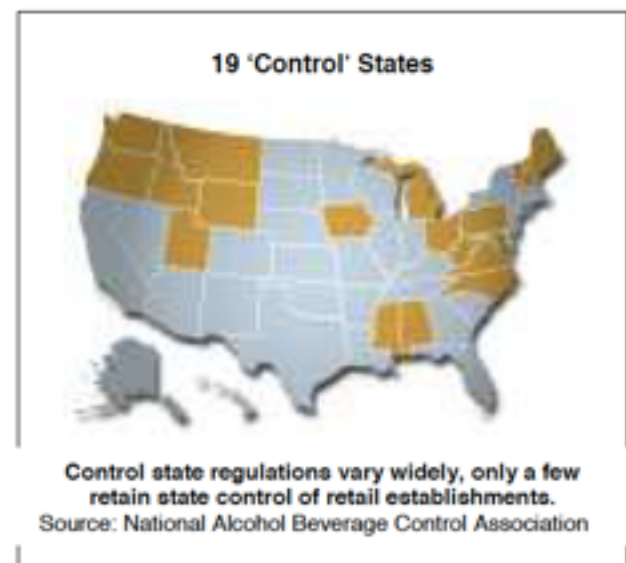 19 ‘Control‘ States
Control state regulations vary widely, only a few
retain state control of retail establishments.
Source: National Alcohol Beverage Control Association